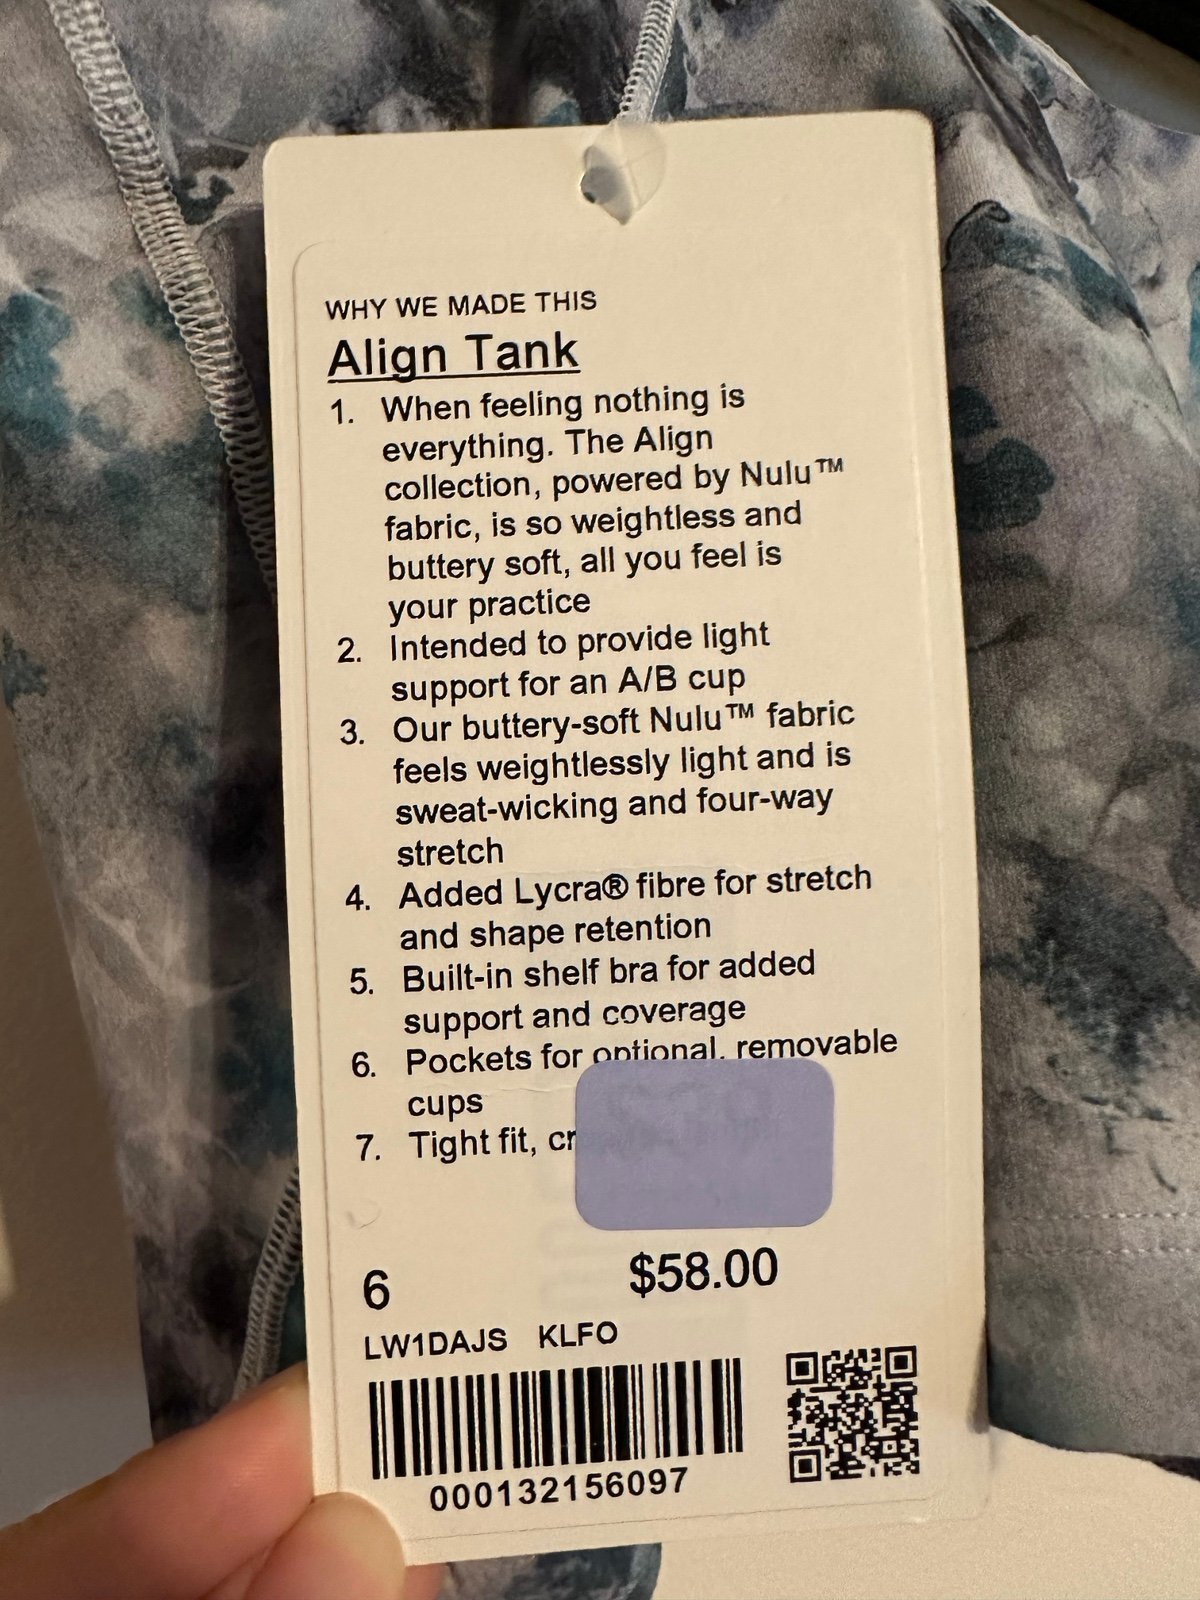 WHY WE MADE THIS
Align Tank
1. When feeling nothing is
everything. The Align
collection, powered by Nulu™
fabric, is so weightless and
buttery soft, all you feel is
your practice
2. Intended to provide light
support for an A/B cup
3. Our buttery-soft Nulu™ fabric
feels weightlessly light and is
sweat-wicking and four-way
stretch
4. Added Lycra® fibre for stretch
and shape retention
5. Built-in shelf bra for added
support and coverage
6. Pockets for optional, removable
cups
7. Tight fit,
6 $58.00
LW1DAJS KLFO
000132156097